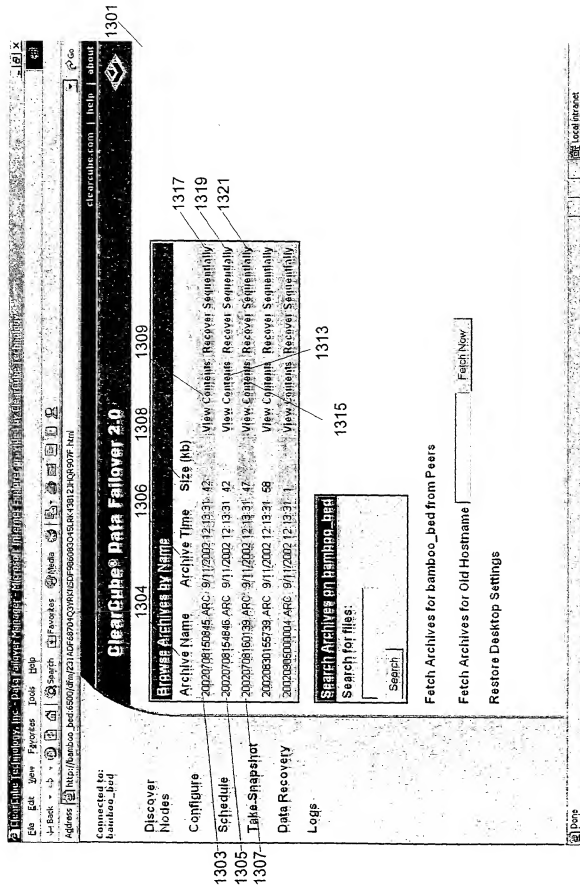 1301
ClearCube Technology, Inc. - Data Failover Manager - Microsoft Internet Explorer
File Edit View Favorites Tools Help
Back Search Favorites Media
Address
Go
clearcube.com | help | about
Connected to:
bamboo_bed
ClearCube® Data Failover 2.0
Discover
Nodes
Configure
Schedule
Take Snapshot
Data Recovery
Logs
1304 1306 1308 1309
Browse Archives by Name
Archive Name Archive Time Size (kb)
20020708150845.ARC 9/11/2002 12:13:31 42 View Contents Recover Sequentially
20020708154846.ARC 9/11/2002 12:13:31 42 View Contents Recover Sequentially
20020708160139.ARC 9/11/2002 12:13:31 47 View Contents Recover Sequentially
20020830155739.ARC 9/11/2002 12:13:31 58 View Contents Recover Sequentially
20020905000004.ARC 9/11/2002 12:13:31 1 View Contents Recover Sequentially
1303
1305
1307
1317
1319
1321
1313
1315
Search Archives on bamboo_bed
Search for files:
Search
Fetch Archives for bamboo_bed from Peers
Fetch Archives for Old Hostname Fetch Now
Restore Desktop Settings
Done Local intranet